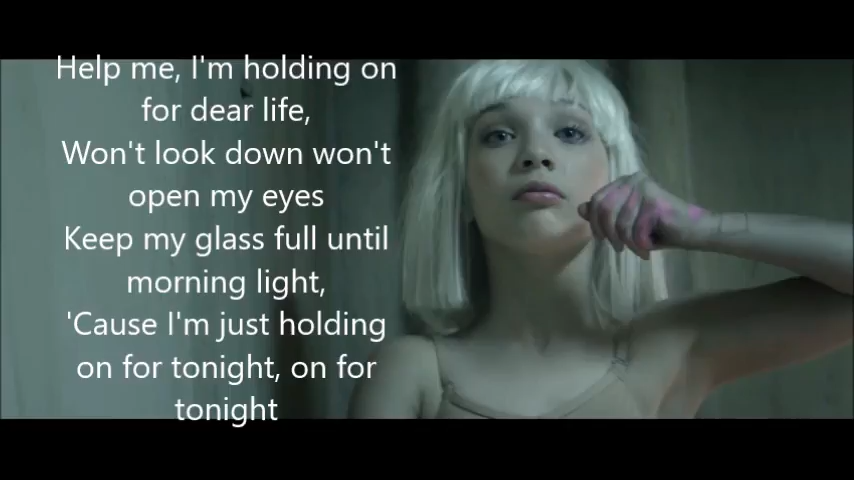 Help me, I'm holding on
for dear life,
Won't look down won't
open my eyes
Keep my glass full until
morning light,
'Cause I'm just holding
on for tonight, on for
tonight